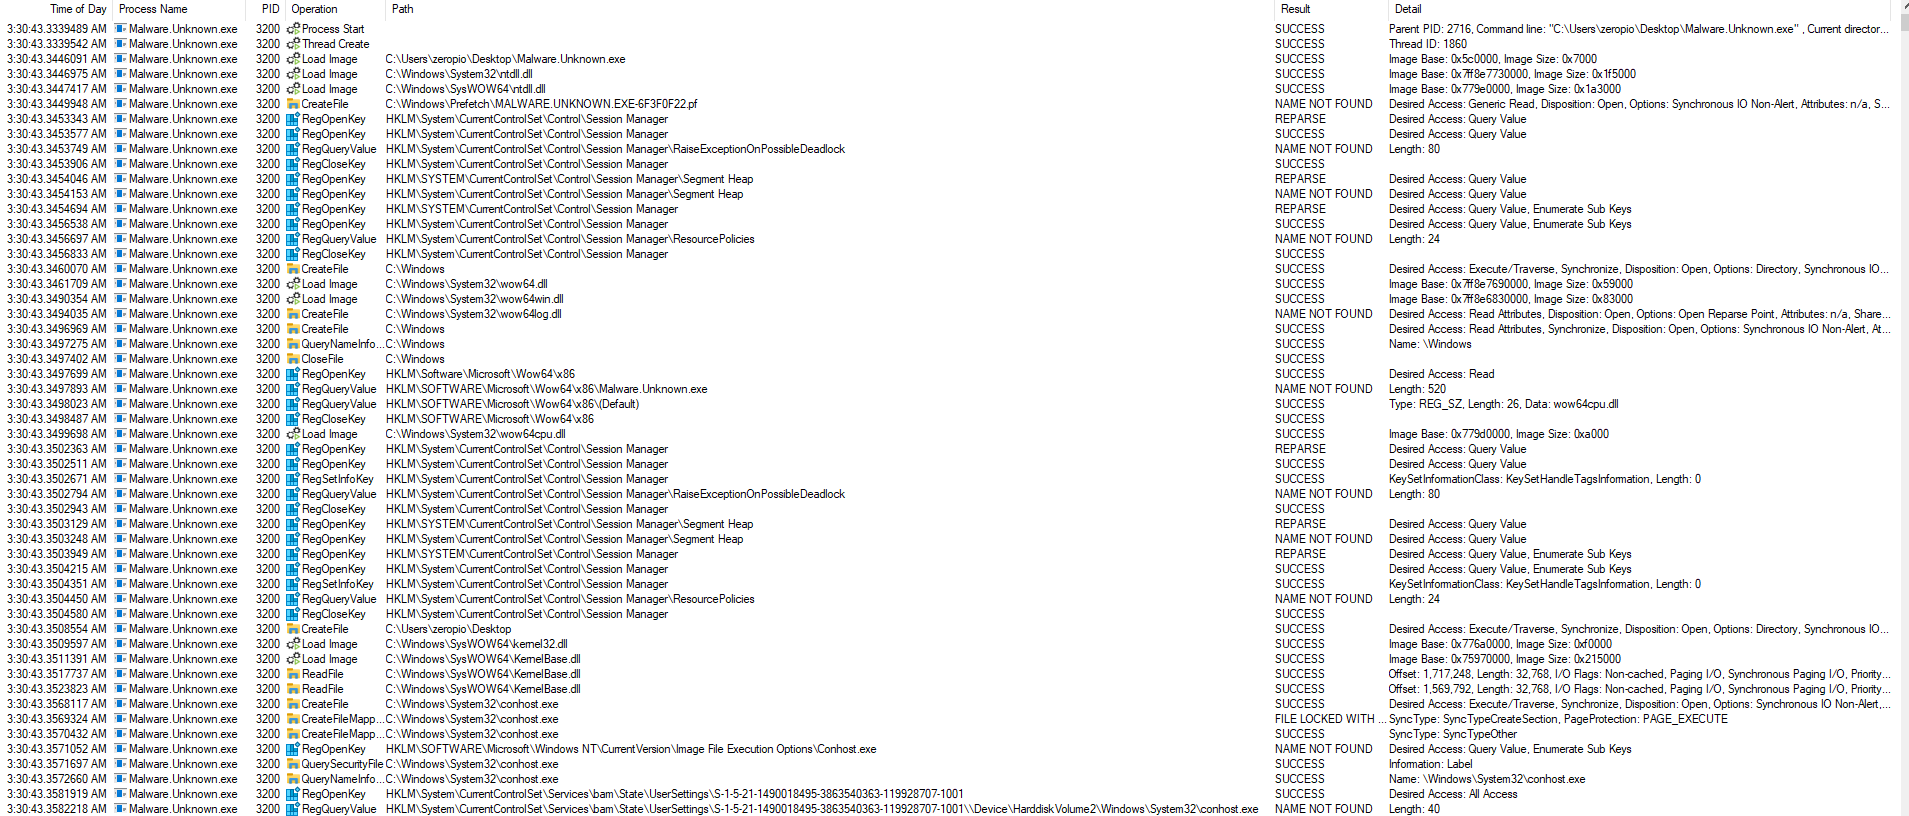 Time of Day Process Name PID Operation Path Result Detail
3:30:43.3339489 AM Malware.Unknown.exe 3200 Process Start SUCCESS Parent PID: 2716, Command line: "C:\Users\zeropio\Desktop\Malware.Unknown.exe" , Current director...
3:30:43.3339542 AM Malware.Unknown.exe 3200 Thread Create SUCCESS Thread ID: 1860
3:30:43.3446091 AM Malware.Unknown.exe 3200 Load Image C:\Users\zeropio\Desktop\Malware.Unknown.exe SUCCESS Image Base: 0x5c0000, Image Size: 0x7000
3:30:43.3446975 AM Malware.Unknown.exe 3200 Load Image C:\Windows\System32\ntdll.dll SUCCESS Image Base: 0x7ff8e7730000, Image Size: 0x1f5000
3:30:43.3447417 AM Malware.Unknown.exe 3200 Load Image C:\Windows\SysWOW64\ntdll.dll SUCCESS Image Base: 0x779e0000, Image Size: 0x1a3000
3:30:43.3449948 AM Malware.Unknown.exe 3200 CreateFile C:\Windows\Prefetch\MALWARE.UNKNOWN.EXE-6F3F0F22.pf NAME NOT FOUND Desired Access: Generic Read, Disposition: Open, Options: Synchronous IO Non-Alert, Attributes: n/a, S...
3:30:43.3453343 AM Malware.Unknown.exe 3200 RegOpenKey HKLM\System\CurrentControlSet\Control\Session Manager REPARSE Desired Access: Query Value
3:30:43.3453577 AM Malware.Unknown.exe 3200 RegOpenKey HKLM\System\CurrentControlSet\Control\Session Manager SUCCESS Desired Access: Query Value
3:30:43.3453749 AM Malware.Unknown.exe 3200 RegQueryValue HKLM\System\CurrentControlSet\Control\Session Manager\RaiseExceptionOnPossibleDeadlock NAME NOT FOUND Length: 80
3:30:43.3453906 AM Malware.Unknown.exe 3200 RegCloseKey HKLM\System\CurrentControlSet\Control\Session Manager SUCCESS
3:30:43.3454046 AM Malware.Unknown.exe 3200 RegOpenKey HKLM\SYSTEM\CurrentControlSet\Control\Session Manager\Segment Heap REPARSE Desired Access: Query Value
3:30:43.3454153 AM Malware.Unknown.exe 3200 RegOpenKey HKLM\System\CurrentControlSet\Control\Session Manager\Segment Heap NAME NOT FOUND Desired Access: Query Value
3:30:43.3454694 AM Malware.Unknown.exe 3200 RegOpenKey HKLM\SYSTEM\CurrentControlSet\Control\Session Manager REPARSE Desired Access: Query Value, Enumerate Sub Keys
3:30:43.3456538 AM Malware.Unknown.exe 3200 RegOpenKey HKLM\System\CurrentControlSet\Control\Session Manager SUCCESS Desired Access: Query Value, Enumerate Sub Keys
3:30:43.3456697 AM Malware.Unknown.exe 3200 RegQueryValue HKLM\System\CurrentControlSet\Control\Session Manager\ResourcePolicies NAME NOT FOUND Length: 24
3:30:43.3456833 AM Malware.Unknown.exe 3200 RegCloseKey HKLM\System\CurrentControlSet\Control\Session Manager SUCCESS
3:30:43.3460070 AM Malware.Unknown.exe 3200 CreateFile C:\Windows SUCCESS Desired Access: Execute/Traverse, Synchronize, Disposition: Open, Options: Directory, Synchronous IO...
3:30:43.3461709 AM Malware.Unknown.exe 3200 Load Image C:\Windows\System32\wow64.dll SUCCESS Image Base: 0x7ff8e7690000, Image Size: 0x59000
3:30:43.3490354 AM Malware.Unknown.exe 3200 Load Image C:\Windows\System32\wow64win.dll SUCCESS Image Base: 0x7ff8e6830000, Image Size: 0x83000
3:30:43.3494035 AM Malware.Unknown.exe 3200 CreateFile C:\Windows\System32\wow64log.dll NAME NOT FOUND Desired Access: Read Attributes, Disposition: Open, Options: Open Reparse Point, Attributes: n/a, Share...
3:30:43.3496969 AM Malware.Unknown.exe 3200 CreateFile C:\Windows SUCCESS Desired Access: Read Attributes, Synchronize, Disposition: Open, Options: Synchronous IO Non-Alert, At...
3:30:43.3497275 AM Malware.Unknown.exe 3200 QueryNameInfo... C:\Windows SUCCESS Name: \Windows
3:30:43.3497402 AM Malware.Unknown.exe 3200 CloseFile C:\Windows SUCCESS
3:30:43.3497699 AM Malware.Unknown.exe 3200 RegOpenKey HKLM\Software\Microsoft\Wow64\x86 SUCCESS Desired Access: Read
3:30:43.3497893 AM Malware.Unknown.exe 3200 RegQueryValue HKLM\SOFTWARE\Microsoft\Wow64\x86\Malware.Unknown.exe NAME NOT FOUND Length: 520
3:30:43.3498023 AM Malware.Unknown.exe 3200 RegQueryValue HKLM\SOFTWARE\Microsoft\Wow64\x86\(Default) SUCCESS Type: REG_SZ, Length: 26, Data: wow64cpu.dll
3:30:43.3498487 AM Malware.Unknown.exe 3200 RegCloseKey HKLM\SOFTWARE\Microsoft\Wow64\x86 SUCCESS
3:30:43.3499698 AM Malware.Unknown.exe 3200 Load Image C:\Windows\System32\wow64cpu.dll SUCCESS Image Base: 0x779d0000, Image Size: 0xa000
3:30:43.3502363 AM Malware.Unknown.exe 3200 RegOpenKey HKLM\System\CurrentControlSet\Control\Session Manager REPARSE Desired Access: Query Value
3:30:43.3502511 AM Malware.Unknown.exe 3200 RegOpenKey HKLM\System\CurrentControlSet\Control\Session Manager SUCCESS Desired Access: Query Value
3:30:43.3502671 AM Malware.Unknown.exe 3200 RegSetInfoKey HKLM\System\CurrentControlSet\Control\Session Manager SUCCESS KeySetInformationClass: KeySetHandleTagsInformation, Length: 0
3:30:43.3502794 AM Malware.Unknown.exe 3200 RegQueryValue HKLM\System\CurrentControlSet\Control\Session Manager\RaiseExceptionOnPossibleDeadlock NAME NOT FOUND Length: 80
3:30:43.3502943 AM Malware.Unknown.exe 3200 RegCloseKey HKLM\System\CurrentControlSet\Control\Session Manager SUCCESS
3:30:43.3503129 AM Malware.Unknown.exe 3200 RegOpenKey HKLM\SYSTEM\CurrentControlSet\Control\Session Manager\Segment Heap REPARSE Desired Access: Query Value
3:30:43.3503248 AM Malware.Unknown.exe 3200 RegOpenKey HKLM\System\CurrentControlSet\Control\Session Manager\Segment Heap NAME NOT FOUND Desired Access: Query Value
3:30:43.3503949 AM Malware.Unknown.exe 3200 RegOpenKey HKLM\SYSTEM\CurrentControlSet\Control\Session Manager REPARSE Desired Access: Query Value, Enumerate Sub Keys
3:30:43.3504215 AM Malware.Unknown.exe 3200 RegOpenKey HKLM\System\CurrentControlSet\Control\Session Manager SUCCESS Desired Access: Query Value, Enumerate Sub Keys
3:30:43.3504351 AM Malware.Unknown.exe 3200 RegSetInfoKey HKLM\System\CurrentControlSet\Control\Session Manager SUCCESS KeySetInformationClass: KeySetHandleTagsInformation, Length: 0
3:30:43.3504450 AM Malware.Unknown.exe 3200 RegQueryValue HKLM\System\CurrentControlSet\Control\Session Manager\ResourcePolicies NAME NOT FOUND Length: 24
3:30:43.3504580 AM Malware.Unknown.exe 3200 RegCloseKey HKLM\System\CurrentControlSet\Control\Session Manager SUCCESS
3:30:43.3508554 AM Malware.Unknown.exe 3200 CreateFile C:\Users\zeropio\Desktop SUCCESS Desired Access: Execute/Traverse, Synchronize, Disposition: Open, Options: Directory, Synchronous IO...
3:30:43.3509597 AM Malware.Unknown.exe 3200 Load Image C:\Windows\SysWOW64\kernel32.dll SUCCESS Image Base: 0x776a0000, Image Size: 0xf0000
3:30:43.3511391 AM Malware.Unknown.exe 3200 Load Image C:\Windows\SysWOW64\KernelBase.dll SUCCESS Image Base: 0x75970000, Image Size: 0x215000
3:30:43.3517737 AM Malware.Unknown.exe 3200 ReadFile C:\Windows\SysWOW64\KernelBase.dll SUCCESS Offset: 1,717,248, Length: 32,768, I/O Flags: Non-cached, Paging I/O, Synchronous Paging I/O, Priority...
3:30:43.3523823 AM Malware.Unknown.exe 3200 ReadFile C:\Windows\SysWOW64\KernelBase.dll SUCCESS Offset: 1,569,792, Length: 32,768, I/O Flags: Non-cached, Paging I/O, Synchronous Paging I/O, Priority...
3:30:43.3568117 AM Malware.Unknown.exe 3200 CreateFile C:\Windows\System32\conhost.exe SUCCESS Desired Access: Execute/Traverse, Synchronize, Disposition: Open, Options: Synchronous IO Non-Alert,...
3:30:43.3569324 AM Malware.Unknown.exe 3200 CreateFileMapp... C:\Windows\System32\conhost.exe FILE LOCKED WITH ... SyncType: SyncTypeCreateSection, PageProtection: PAGE_EXECUTE
3:30:43.3570432 AM Malware.Unknown.exe 3200 CreateFileMapp... C:\Windows\System32\conhost.exe SUCCESS SyncType: SyncTypeOther
3:30:43.3571052 AM Malware.Unknown.exe 3200 RegOpenKey HKLM\SOFTWARE\Microsoft\Windows NT\CurrentVersion\Image File Execution Options\Conhost.exe NAME NOT FOUND Desired Access: Query Value, Enumerate Sub Keys
3:30:43.3571697 AM Malware.Unknown.exe 3200 QuerySecurityFile C:\Windows\System32\conhost.exe SUCCESS Information: Label
3:30:43.3572660 AM Malware.Unknown.exe 3200 QueryNameInfo... C:\Windows\System32\conhost.exe SUCCESS Name: \Windows\System32\conhost.exe
3:30:43.3581919 AM Malware.Unknown.exe 3200 RegOpenKey HKLM\System\CurrentControlSet\Services\bam\State\UserSettings\S-1-5-21-1490018495-3863540363-119928707-1001 SUCCESS Desired Access: All Access
3:30:43.3582218 AM Malware.Unknown.exe 3200 RegQueryValue HKLM\System\CurrentControlSet\Services\bam\State\UserSettings\S-1-5-21-1490018495-3863540363-119928707-1001\\Device\HarddiskVolume2\Windows\System32\conhost.exe NAME NOT FOUND Length: 40